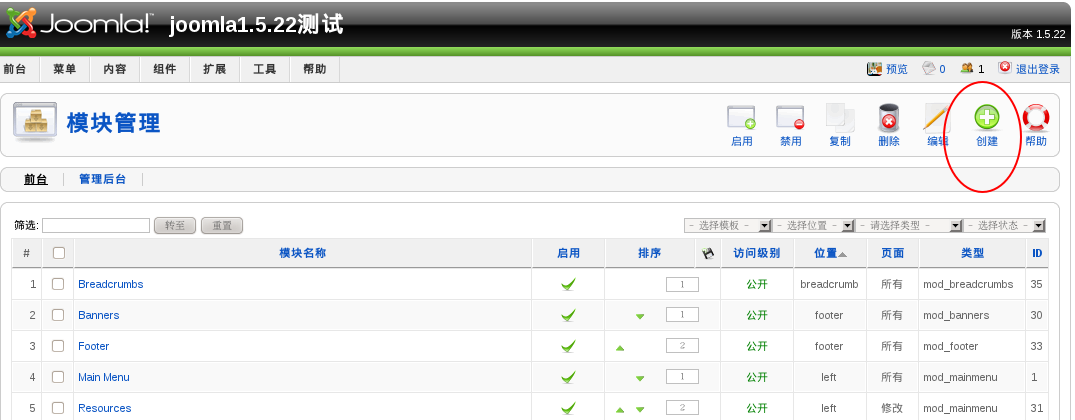 Joomla!™ joomla1.5.22测试
版本 1.5.22
前台 菜单 内容 组件 扩展 工具 帮助 预览 0 1 退出登录
模块管理
启用 禁用 复制 删除 编辑 创建 帮助
前台 管理后台
筛选: 转至 重置 - 选择模板 - - 选择位置 - - 请选择类型 - - 选择状态 -
# 模块名称 启用 排序 访问级别 位置 页面 类型 ID
1 Breadcrumbs 1 公开 breadcrumb 所有 mod_breadcrumbs 35
2 Banners 1 公开 footer 所有 mod_banners 30
3 Footer 2 公开 footer 所有 mod_footer 33
4 Main Menu 1 公开 left 所有 mod_mainmenu 1
5 Resources 2 公开 left 修改 mod_mainmenu 31